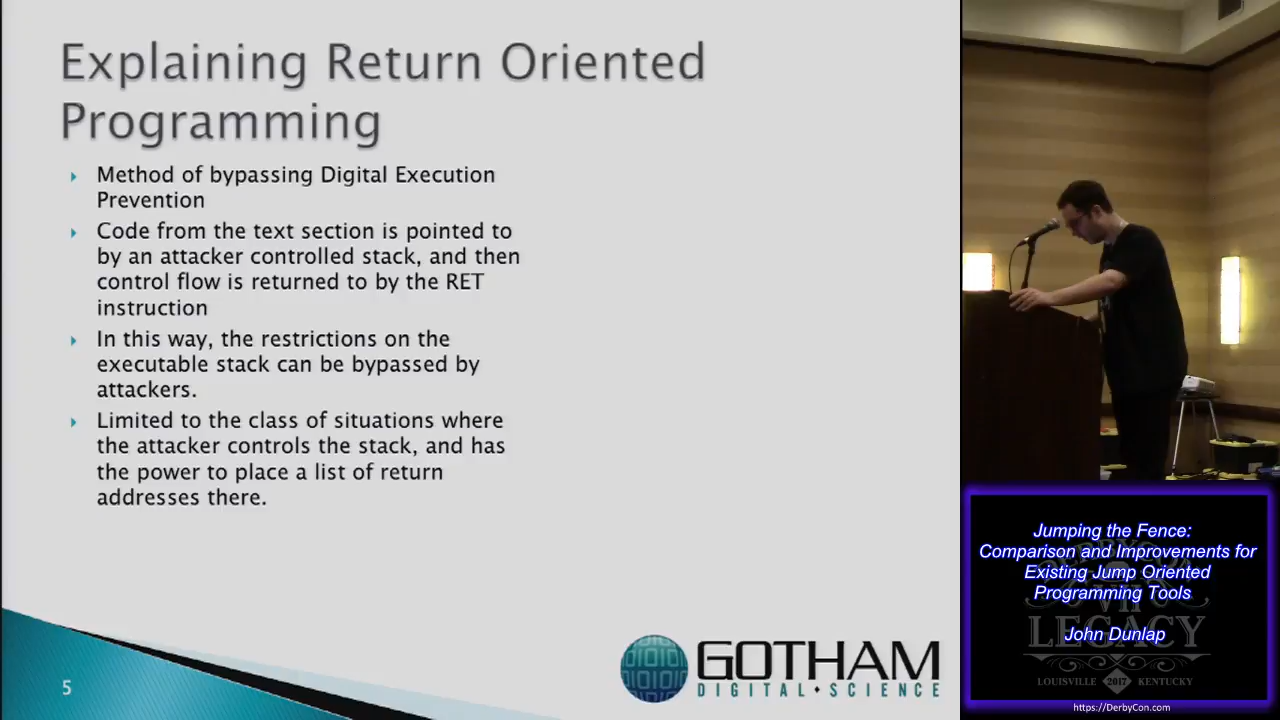 Explaining Return Oriented
Programming
Method of bypassing Digital Execution
Prevention
Code from the text section is pointed to
by an attacker controlled stack, and then
control flow is returned to by the RET
instruction
In this way, the restrictions on the
executable stack can be bypassed by
attackers.
Limited to the class of situations where
the attacker controls the stack, and has
the power to place a list of return
addresses there.
5
GOTHAM
DIGITAL SCIENCE
Jumping the Fence:
Comparison and Improvements for
Existing Jump Oriented
Programming Tools
John Dunlap
LEGACY
LOUISVILLE 2017 KENTUCKY
https://DerbyCon.com